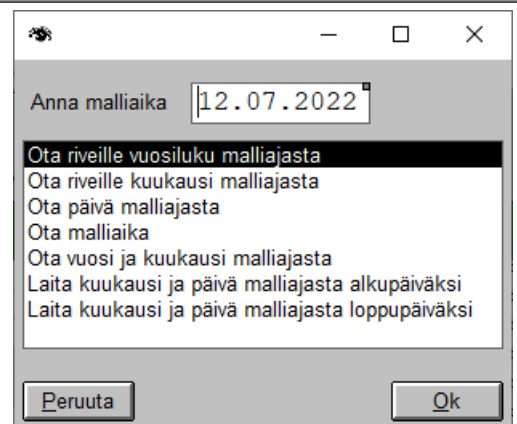 Anna malliaika 12.07.2022
Ota riveille vuosiluku malliajasta
Ota riveille kuukausi malliajasta
Ota päivä malliajasta
Ota malliaika
Ota vuosi ja kuukausi malliajasta
Laita kuukausi ja päivä malliajasta alkupäiväksi
Laita kuukausi ja päivä malliajasta loppupäiväksi
Peruuta Ok